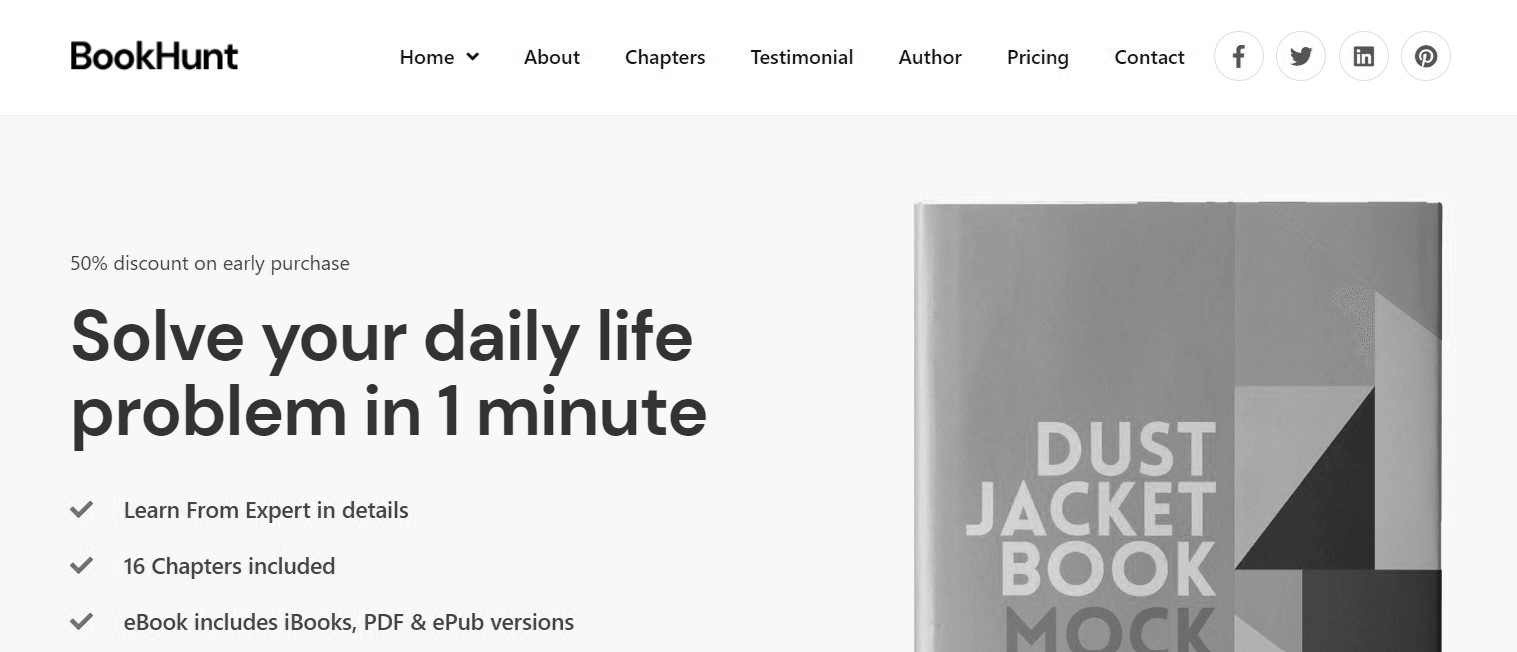 BookHunt
Home
About
Chapters
Testimonial
Author
Pricing
Contact
50% discount on early purchase
Solve your daily life
problem in 1 minute
Learn From Expert in details
16 Chapters included
eBook includes iBooks, PDF & ePub versions
DUST
JACKET
BOOK
MOCK